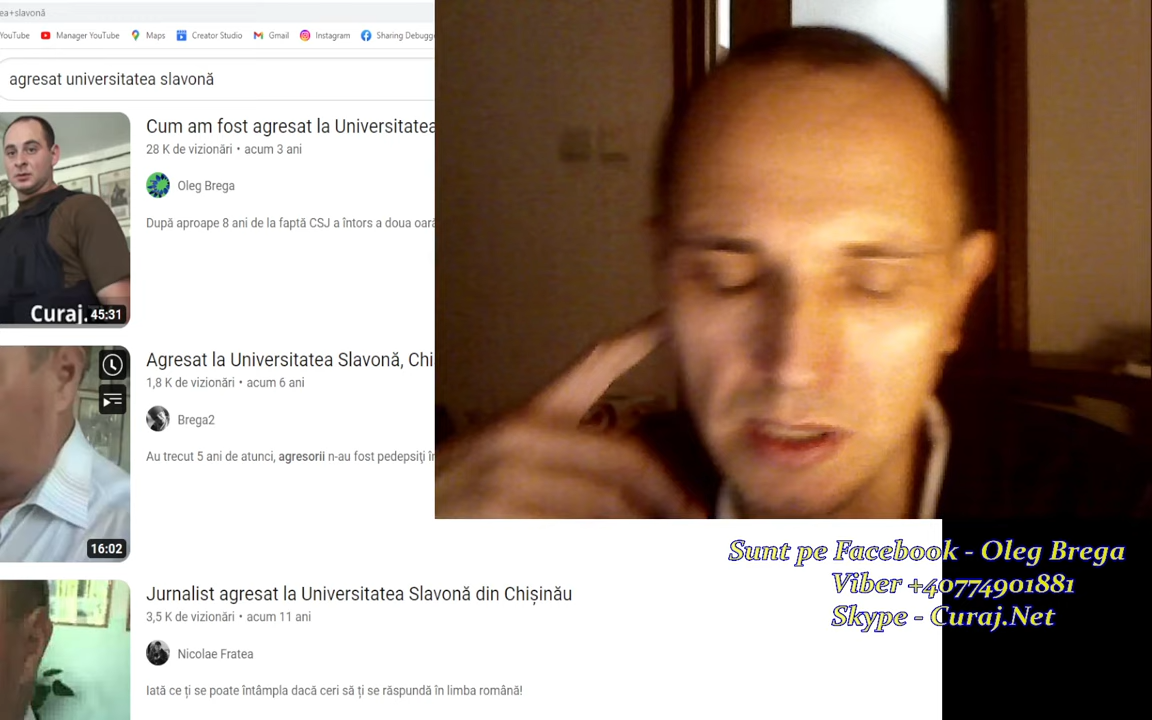 ea+slavonă
YouTube Manager YouTube Maps Creator Studio Gmail Instagram Sharing Debugg
agresat universitatea slavonă
Cum am fost agresat la Universitatea
28 K de vizionări • acum 3 ani
Oleg Brega
După aproape 8 ani de la faptă CSJ a întors a doua oară
Curaj. 45:31
Agresat la Universitatea Slavonă, Chi
1,8 K de vizionări • acum 6 ani
Brega2
Au trecut 5 ani de atunci, agresorii n-au fost pedepsiți în
16:02
Sunt pe Facebook - Oleg Brega
Viber +40774901881
Skype - Curaj.Net
Jurnalist agresat la Universitatea Slavonă din Chișinău
3,5 K de vizionări • acum 11 ani
Nicolae Fratea
Iată ce ți se poate întâmpla dacă ceri să ți se răspundă în limba română!